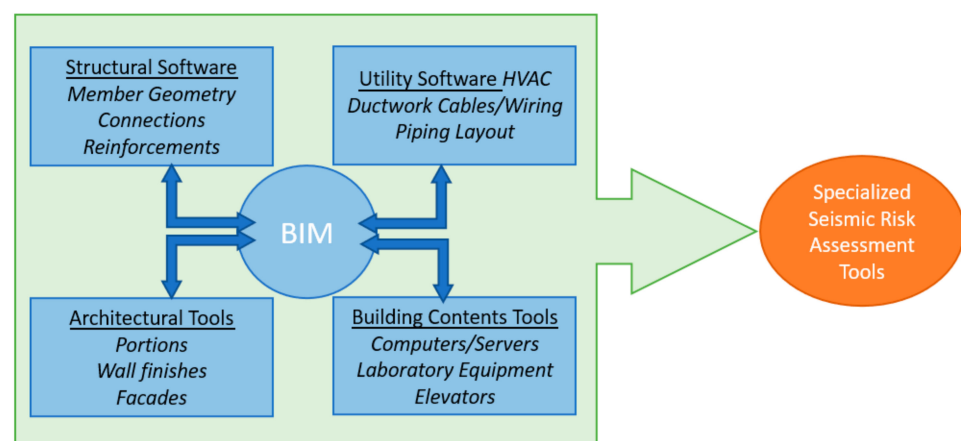 Structural Software
Member Geometry
Connections
Reinforcements
Utility Software HVAC
Ductwork Cables/Wiring
Piping Layout
BIM
Architectural Tools
Portions
Wall finishes
Facades
Building Contents Tools
Computers/Servers
Laboratory Equipment
Elevators
Specialized
Seismic Risk
Assessment
Tools